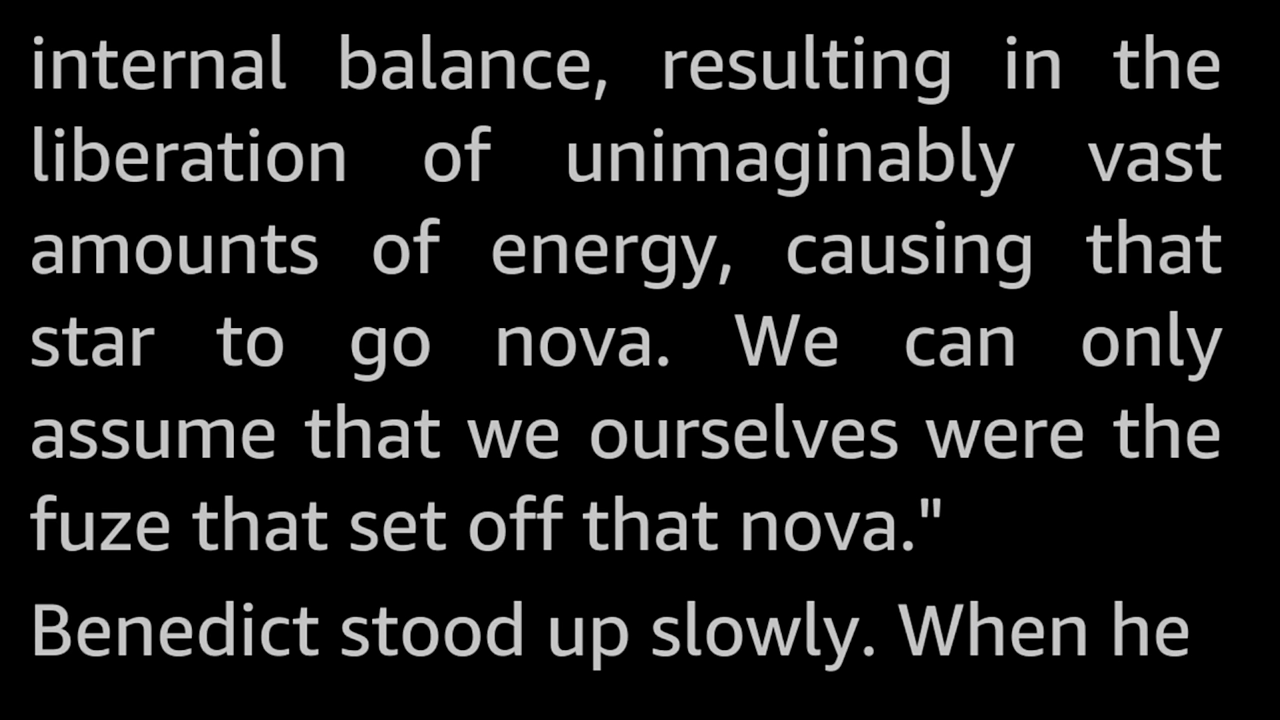 internal balance, resulting in the
liberation of unimaginably vast
amounts of energy, causing that
star to go nova. We can only
assume that we ourselves were the
fuze that set off that nova."
Benedict stood up slowly. When he